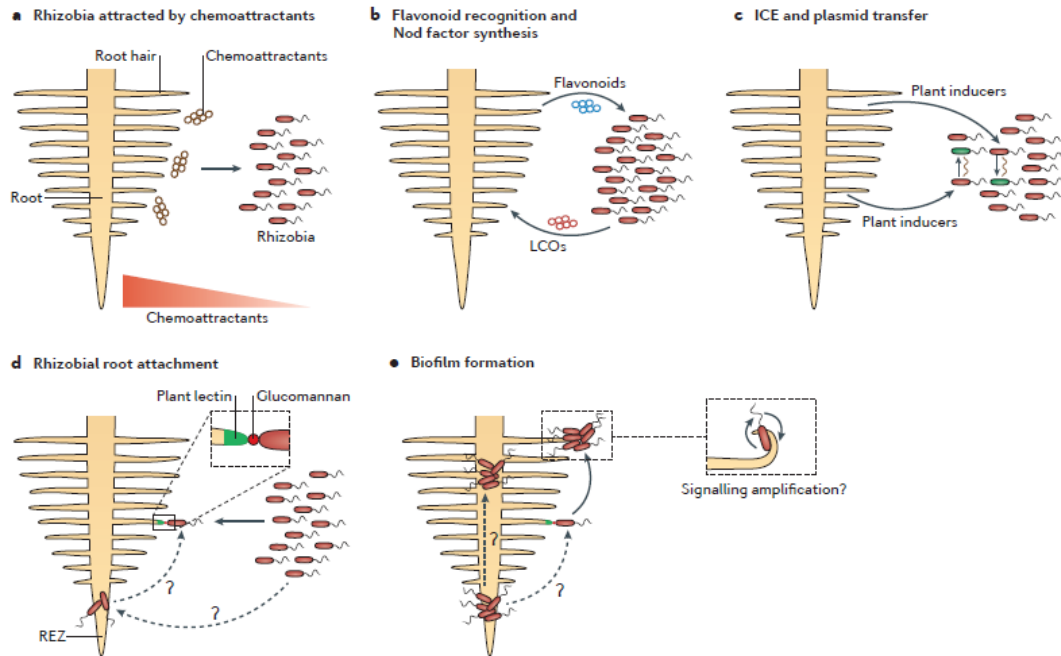 a Rhizobia attracted by chemoattractants
Root hair
Chemoattractants
Root
Rhizobia
Chemoattractants
b Flavonoid recognition and
Nod factor synthesis
Flavonoids
LCOs
c ICE and plasmid transfer
Plant inducers
Plant inducers
d Rhizobial root attachment
Plant lectin
Glucomannan
?
?
REZ
e Biofilm formation
?
?
Signalling amplification?